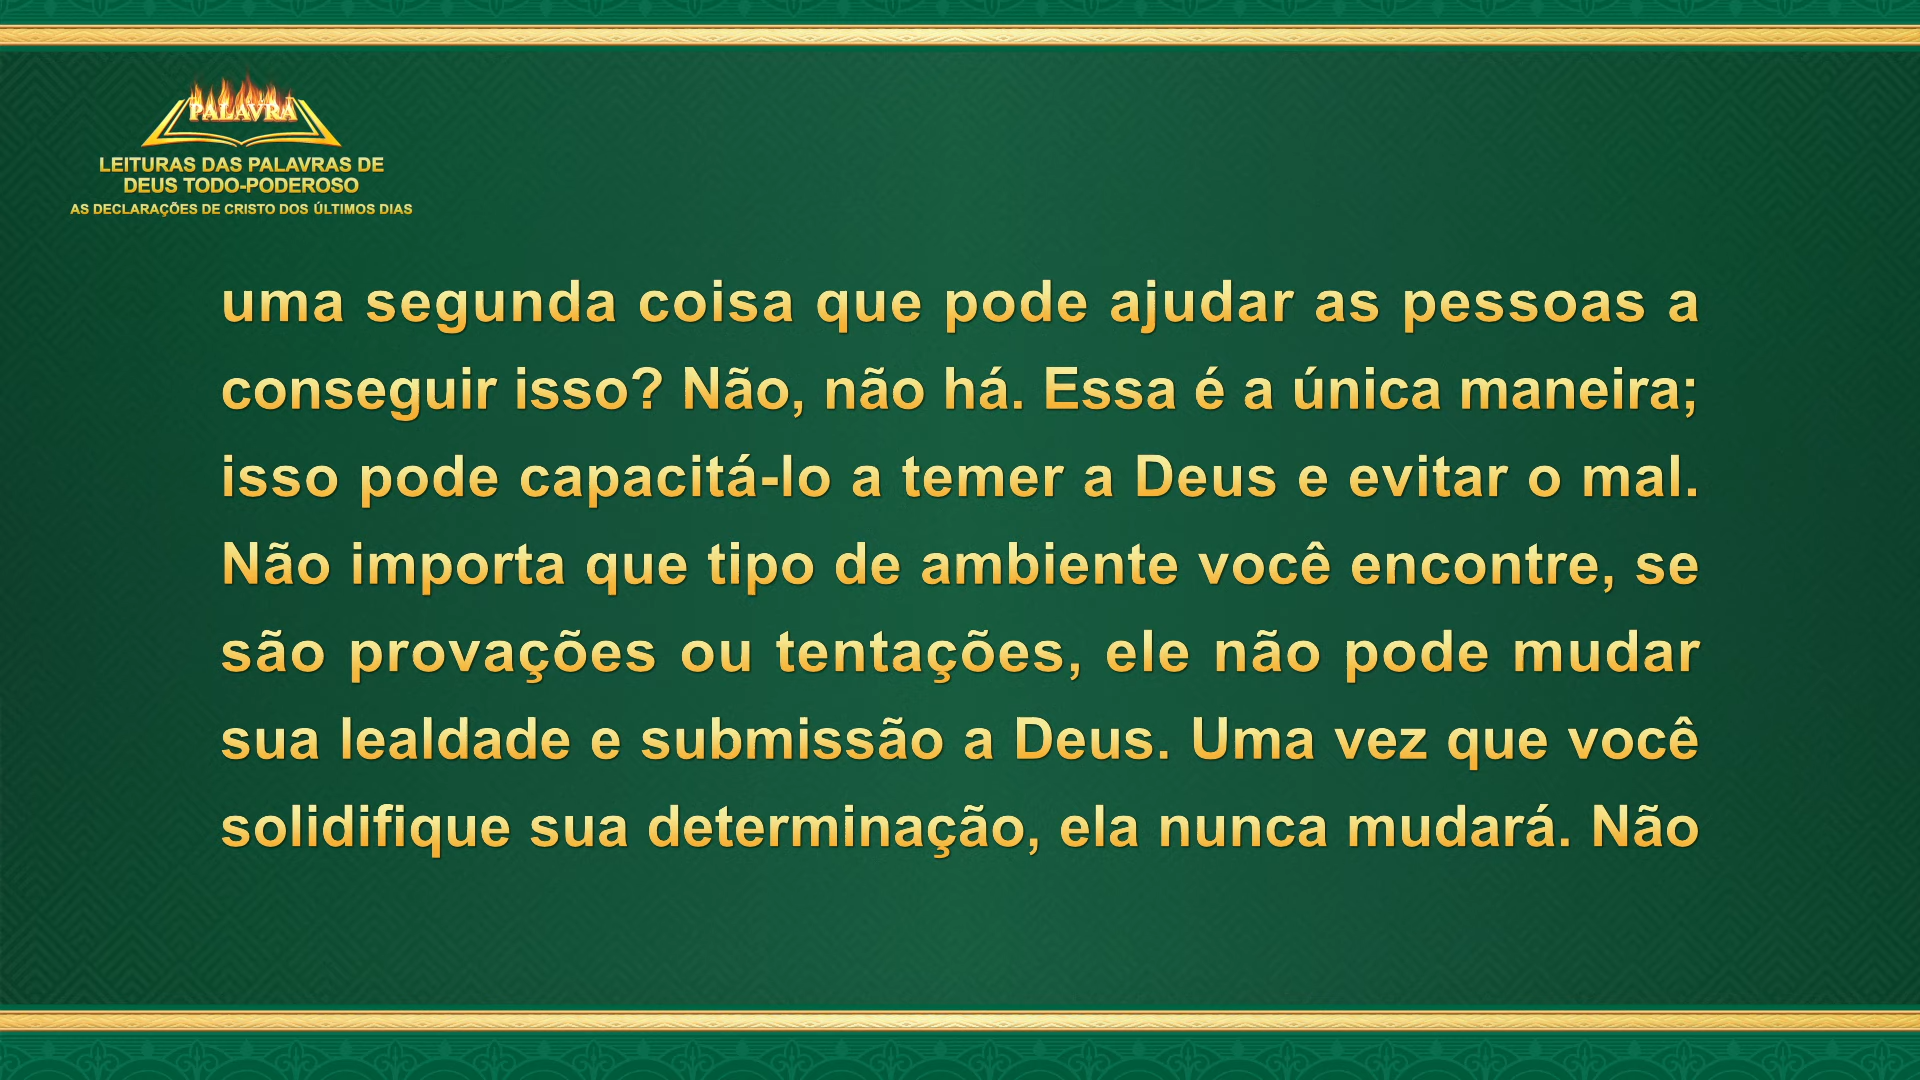 PALAVRA
LEITURAS DAS PALAVRAS DE
DEUS TODO-PODEROSO
AS DECLARAÇÕES DE CRISTO DOS ÚLTIMOS DIAS
uma segunda coisa que pode ajudar as pessoas a
conseguir isso? Não, não há. Essa é a única maneira;
isso pode capacitá-lo a temer a Deus e evitar o mal.
Não importa que tipo de ambiente você encontre, se
são provações ou tentações, ele não pode mudar
sua lealdade e submissão a Deus. Uma vez que você
solidifique sua determinação, ela nunca mudará. Não